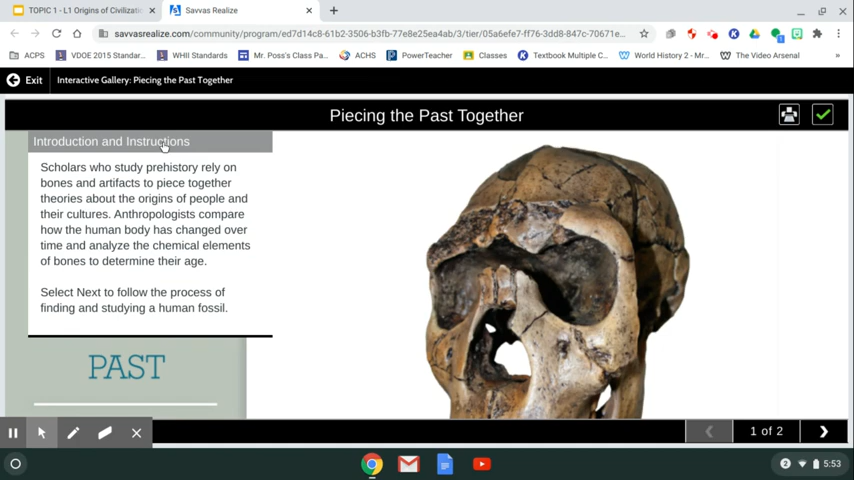 TOPIC 1 - L1 Origins of Civilizati
Savvas Realize
savvasrealize.com/community/program/ed7d14c8-61b2-3506-b3fb-77e8e25ea4ab/3/tier/05a6efe7-ff76-3dd8-847c-70671e...
ACPS
VDOE 2015 Standard...
WHII Standards
Mr. Poss's Class Pa...
ACHS
PowerTeacher
Classes
Textbook Multiple C...
World History 2 - Mr...
The Video Arsenal
Exit
Interactive Gallery: Piecing the Past Together
Piecing the Past Together
Introduction and Instructions
Scholars who study prehistory rely on
bones and artifacts to piece together
theories about the origins of people and
their cultures. Anthropologists compare
how the human body has changed over
time and analyze the chemical elements
of bones to determine their age.
Select Next to follow the process of
finding and studying a human fossil.
PAST
1 of 2
2
5:53